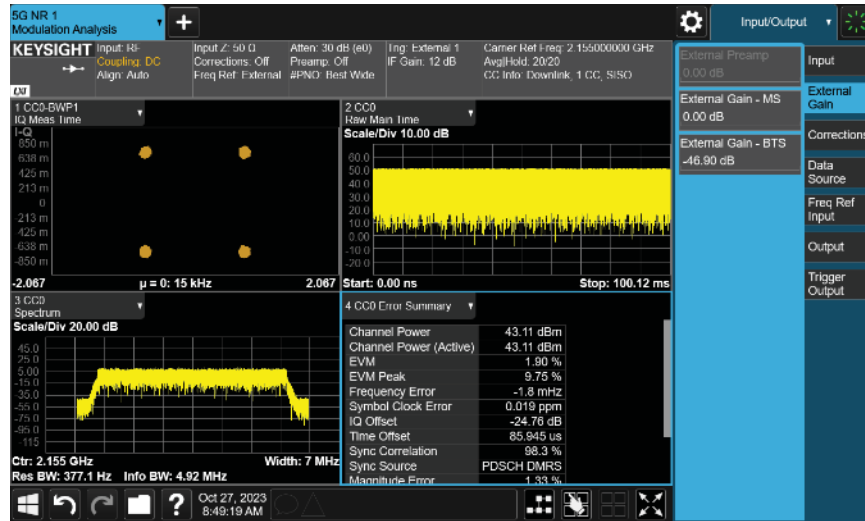 5G NR 1
Modulation Analysis
Input/Output
KEYSIGHT
Input: RF
Coupling: DC
Align: Auto
Input Z: 50 Ω
Corrections: Off
Freq Ref: External
Atten: 30 dB (e0)
Preamp: Off
#PNO: Best Wide
Trig: External 1
IF Gain: 12 dB
Carrier Ref Freq: 2.155000000 GHz
Avg|Hold: 20/20
CC Info: Downlink, 1 CC, SISO
LXI
1 CC0-BWP1
IQ Meas Time
I-Q
850 m
638 m
425 m
213 m
0
-213 m
-425 m
-638 m
-850 m
-2.067
µ = 0: 15 kHz
2.067
2 CC0
Raw Main Time
Scale/Div 10.00 dB
60.0
50.0
40.0
30.0
20.0
10.0
0.00
-10.0
-20.0
Start: 0.00 ns
Stop: 100.12 ms
3 CC0
Spectrum
Scale/Div 20.00 dB
45.0
25.0
5.00
-15.0
-35.0
-55.0
-75.0
-95.0
-115
Ctr: 2.155 GHz
Width: 7 MHz
Res BW: 377.1 Hz Info BW: 4.92 MHz
4 CC0 Error Summary
Channel Power 43.11 dBm
Channel Power (Active) 43.11 dBm
EVM 1.90 %
EVM Peak 9.75 %
Frequency Error -1.8 mHz
Symbol Clock Error 0.019 ppm
IQ Offset -24.76 dB
Time Offset 85.945 us
Sync Correlation 98.3 %
Sync Source PDSCH DMRS
Magnitude Error 1.33 %
External Preamp
0.00 dB
External Gain - MS
0.00 dB
External Gain - BTS
-46.90 dB
Input
External
Gain
Corrections
Data
Source
Freq Ref
Input
Output
Trigger
Output
?
Oct 27, 2023
8:49:19 AM